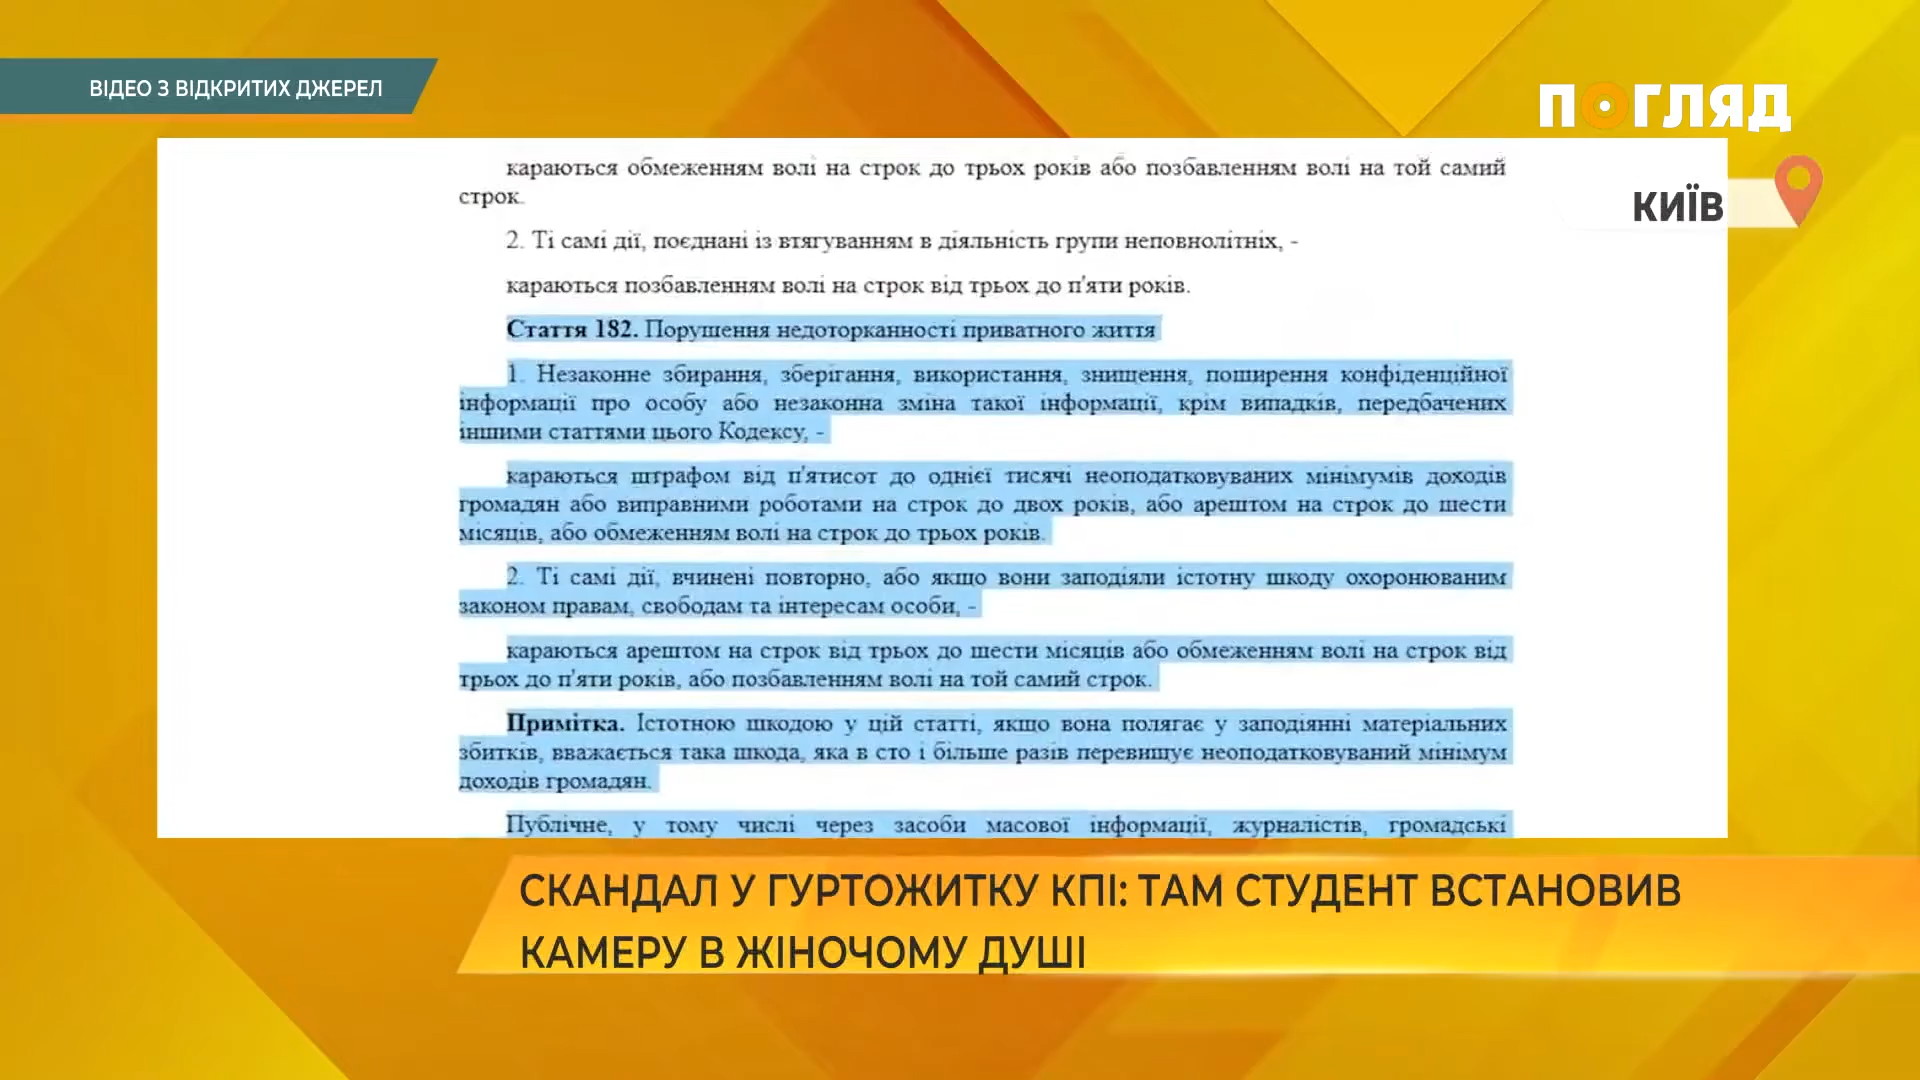 ВІДЕО З ВІДКРИТИХ ДЖЕРЕЛ
ПОГЛЯД
КИЇВ
караються обмеженням волі на строк до трьох років або позбавленням волі на той самий
строк.
2. Ті самі дії, поєднані із втягуванням в діяльність групи неповнолітніх, -
караються позбавленням волі на строк від трьох до п'яти років.
Стаття 182. Порушення недоторканності приватного життя
1. Незаконне збирання, зберігання, використання, знищення, поширення конфіденційної
інформації про особу або незаконна зміна такої інформації, крім випадків, передбачених
іншими статтями цього Кодексу, -
караються штрафом від п'ятисот до однієї тисячі неоподатковуваних мінімумів доходів
громадян або виправними роботами на строк до двох років, або арештом на строк до шести
місяців, або обмеженням волі на строк до трьох років.
2. Ті самі дії, вчинені повторно, або якщо вони заподіяли істотну шкоду охоронюваним
законом правам, свободам та інтересам особи, -
караються арештом на строк від трьох до шести місяців або обмеженням волі на строк від
трьох до п'яти років, або позбавленням волі на той самий строк.
Примітка. Істотною шкодою у цій статті, якщо вона полягає у заподіянні матеріальних
збитків, вважається така шкода, яка в сто і більше разів перевищує неоподатковуваний мінімум
доходів громадян.
Публічне, у тому числі через засоби масової інформації, журналістів, громадські
СКАНДАЛ У ГУРТОЖИТКУ КПІ: ТАМ СТУДЕНТ ВСТАНОВИВ
КАМЕРУ В ЖІНОЧОМУ ДУШІ